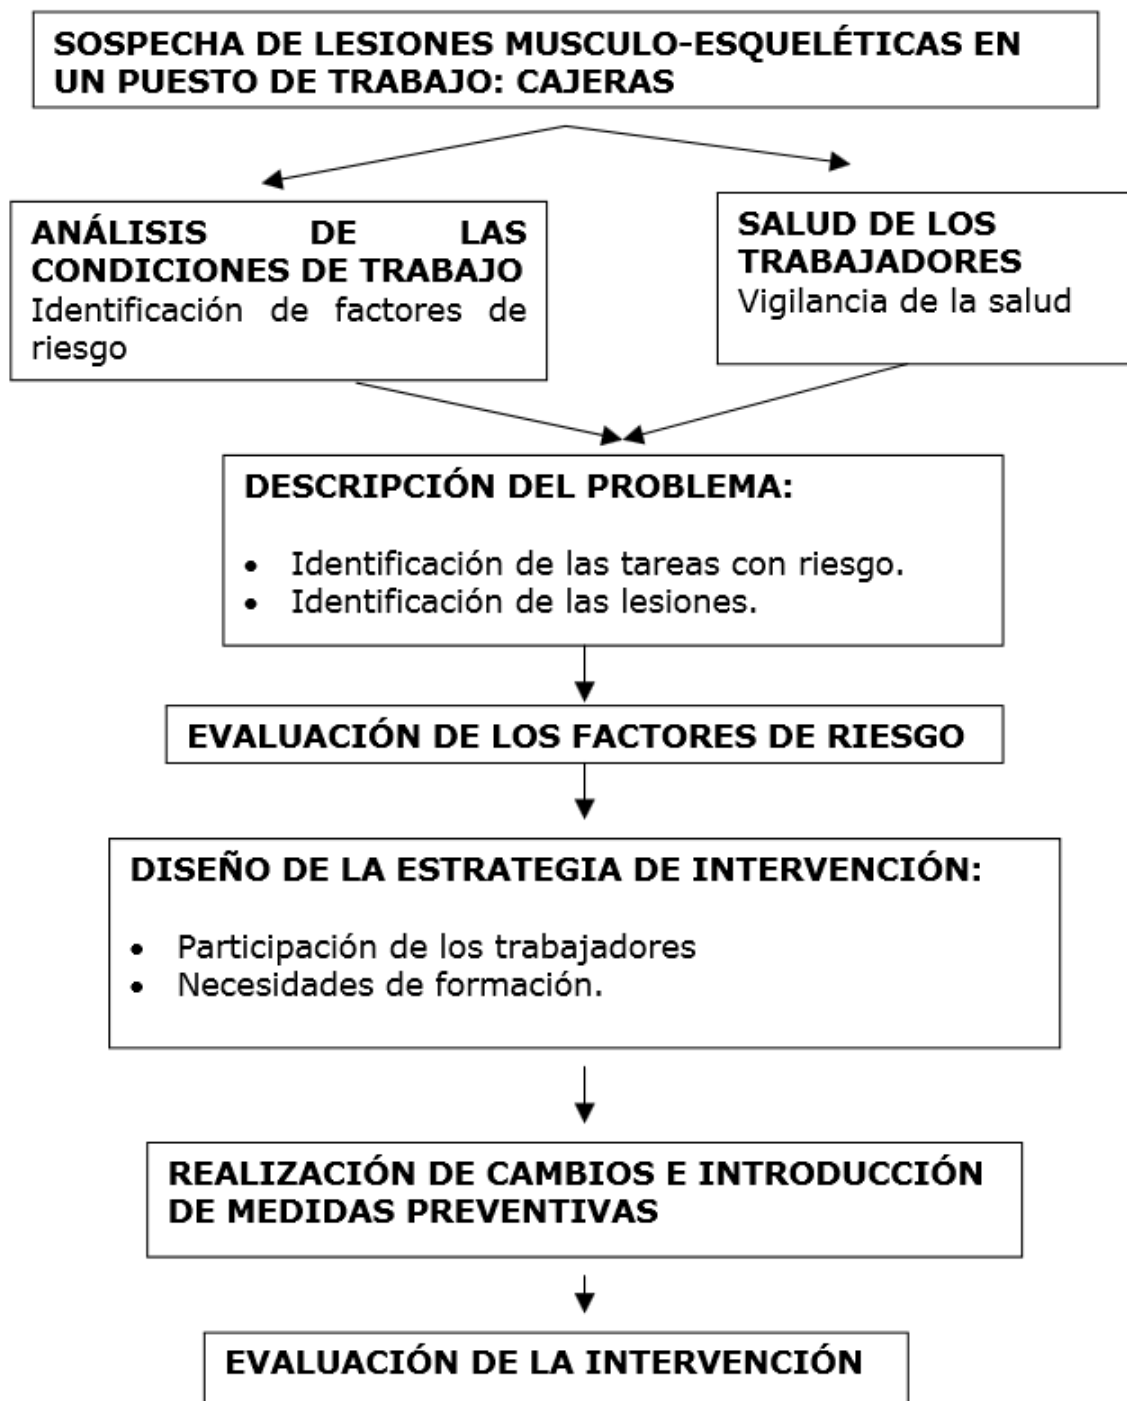 SOSPECHA DE LESIONES MUSCULO-ESQUELÉTICAS EN
UN PUESTO DE TRABAJO: CAJERAS
ANÁLISIS DE LAS
CONDICIONES DE TRABAJO
Identificación de factores de
riesgo
SALUD DE LOS
TRABAJADORES
Vigilancia de la salud
DESCRIPCIÓN DEL PROBLEMA:
• Identificación de las tareas con riesgo.
• Identificación de las lesiones.
EVALUACIÓN DE LOS FACTORES DE RIESGO
DISEÑO DE LA ESTRATEGIA DE INTERVENCIÓN:
• Participación de los trabajadores
• Necesidades de formación.
REALIZACIÓN DE CAMBIOS E INTRODUCCIÓN
DE MEDIDAS PREVENTIVAS
EVALUACIÓN DE LA INTERVENCIÓN